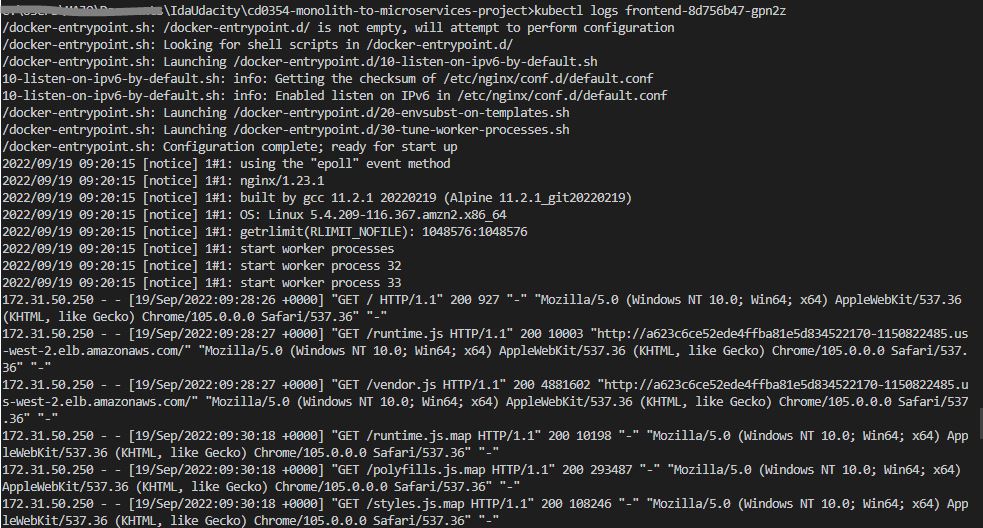 \IdaUdacity\cd0354-monolith-to-microservices-project>kubectl logs frontend-8d756b47-gpn2z
/docker-entrypoint.sh: /docker-entrypoint.d/ is not empty, will attempt to perform configuration
/docker-entrypoint.sh: Looking for shell scripts in /docker-entrypoint.d/
/docker-entrypoint.sh: Launching /docker-entrypoint.d/10-listen-on-ipv6-by-default.sh
10-listen-on-ipv6-by-default.sh: info: Getting the checksum of /etc/nginx/conf.d/default.conf
10-listen-on-ipv6-by-default.sh: info: Enabled listen on IPv6 in /etc/nginx/conf.d/default.conf
/docker-entrypoint.sh: Launching /docker-entrypoint.d/20-envsubst-on-templates.sh
/docker-entrypoint.sh: Launching /docker-entrypoint.d/30-tune-worker-processes.sh
/docker-entrypoint.sh: Configuration complete; ready for start up
2022/09/19 09:20:15 [notice] 1#1: using the "epoll" event method
2022/09/19 09:20:15 [notice] 1#1: nginx/1.23.1
2022/09/19 09:20:15 [notice] 1#1: built by gcc 11.2.1 20220219 (Alpine 11.2.1_git20220219)
2022/09/19 09:20:15 [notice] 1#1: OS: Linux 5.4.209-116.367.amzn2.x86_64
2022/09/19 09:20:15 [notice] 1#1: getrlimit(RLIMIT_NOFILE): 1048576:1048576
2022/09/19 09:20:15 [notice] 1#1: start worker processes
2022/09/19 09:20:15 [notice] 1#1: start worker process 32
2022/09/19 09:20:15 [notice] 1#1: start worker process 33
172.31.50.250 - - [19/Sep/2022:09:28:26 +0000] "GET / HTTP/1.1" 200 927 "-" "Mozilla/5.0 (Windows NT 10.0; Win64; x64) AppleWebKit/537.36
(KHTML, like Gecko) Chrome/105.0.0.0 Safari/537.36" "-"
172.31.50.250 - - [19/Sep/2022:09:28:27 +0000] "GET /runtime.js HTTP/1.1" 200 10003 "http://a623c6ce52ede4ffba81e5d834522170-1150822485.us
-west-2.elb.amazonaws.com/" "Mozilla/5.0 (Windows NT 10.0; Win64; x64) AppleWebKit/537.36 (KHTML, like Gecko) Chrome/105.0.0.0 Safari/537.
36" "-"
172.31.50.250 - - [19/Sep/2022:09:28:27 +0000] "GET /vendor.js HTTP/1.1" 200 4881602 "http://a623c6ce52ede4ffba81e5d834522170-1150822485.u
s-west-2.elb.amazonaws.com/" "Mozilla/5.0 (Windows NT 10.0; Win64; x64) AppleWebKit/537.36 (KHTML, like Gecko) Chrome/105.0.0.0 Safari/537
.36" "-"
172.31.50.250 - - [19/Sep/2022:09:30:18 +0000] "GET /runtime.js.map HTTP/1.1" 200 10198 "-" "Mozilla/5.0 (Windows NT 10.0; Win64; x64) App
leWebKit/537.36 (KHTML, like Gecko) Chrome/105.0.0.0 Safari/537.36" "-"
172.31.50.250 - - [19/Sep/2022:09:30:18 +0000] "GET /polyfills.js.map HTTP/1.1" 200 293487 "-" "Mozilla/5.0 (Windows NT 10.0; Win64; x64)
AppleWebKit/537.36 (KHTML, like Gecko) Chrome/105.0.0.0 Safari/537.36" "-"
172.31.50.250 - - [19/Sep/2022:09:30:18 +0000] "GET /styles.js.map HTTP/1.1" 200 108246 "-" "Mozilla/5.0 (Windows NT 10.0; Win64; x64) App
leWebKit/537.36 (KHTML, like Gecko) Chrome/105.0.0.0 Safari/537.36" "-"